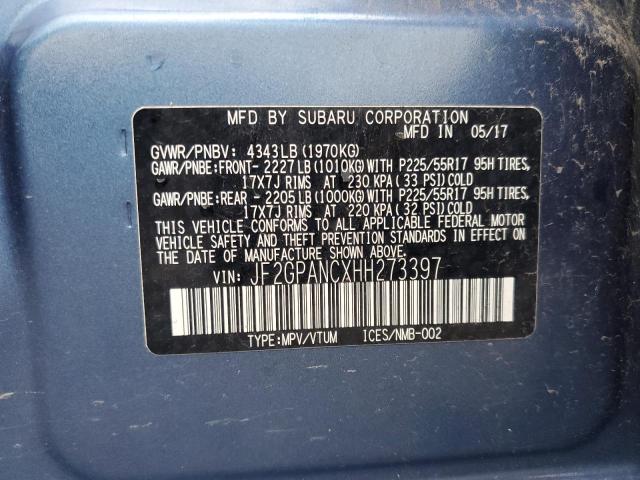 MFD BY SUBARU CORPORATION
MFD IN 05/17
GVWR/PNBV: 4343LB (1970KG)
GAWR/PNBE:FRONT- 2227LB (1010KG) WITH P225/55R17 95H TIRES,
17X7J RIMS AT 230 KPA (33 PSI) COLD
GAWR/PNBE:REAR - 2205LB (1000KG) WITH P225/55R17 95H TIRES,
17X7J RIMS AT 220 KPA (32 PSI) COLD
THIS VEHICLE CONFORMS TO ALL APPLICABLE FEDERAL MOTOR
VEHICLE SAFETY AND THEFT PREVENTION STANDARDS IN EFFECT ON
THE DATE OF MANUFACTURE SHOWN ABOVE.
VIN: JF2GPANCXHH273397
TYPE:MPV/VTUM ICES/NMB-002